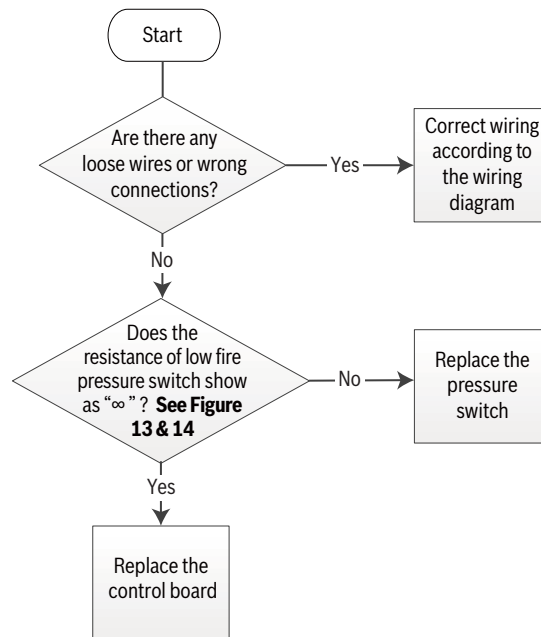 Start
Are there any
loose wires or wrong
connections?
Yes
Correct wiring
according to
the wiring
diagram
No
Does the
resistance of low fire
pressure switch show
as “∞ ” ? See Figure
13 & 14
No
Replace the
pressure
switch
Yes
Replace the
control board